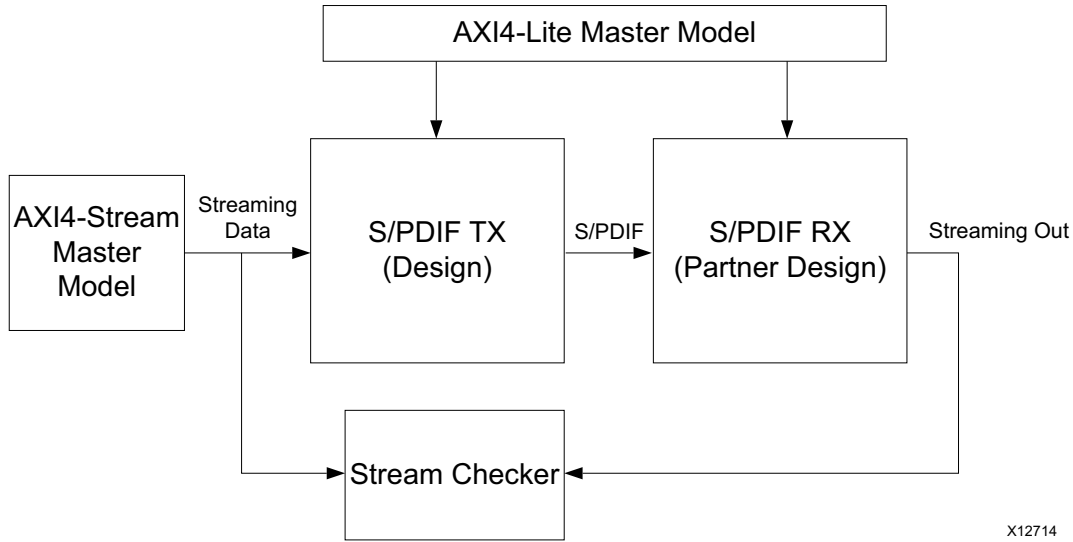 AXI4-Lite Master Model
AXI4-Stream
Master
Model
Streaming
Data
S/PDIF TX
(Design)
S/PDIF
S/PDIF RX
(Partner Design)
Streaming Out
Stream Checker
X12714